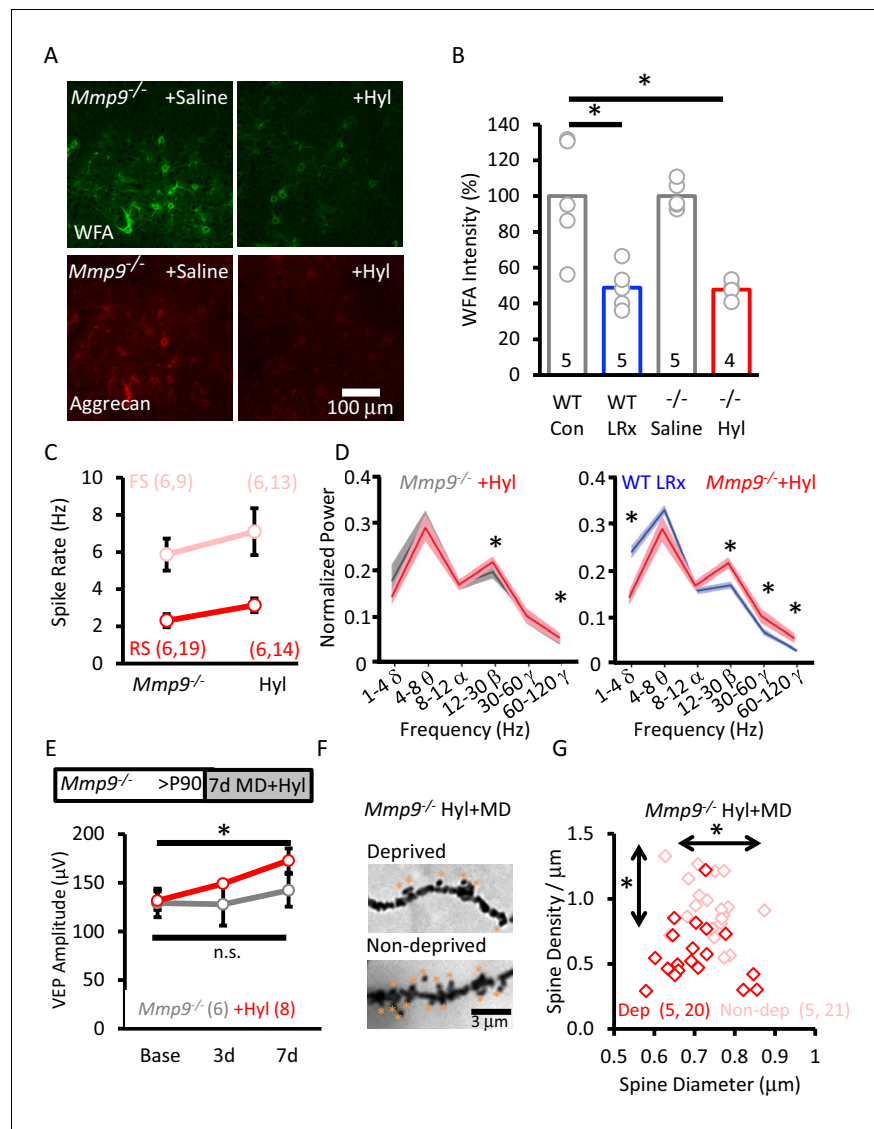 A
Mmp9-/- +Saline
+Hyl
WFA
Mmp9-/- +Saline
+Hyl
Aggrecan
100 μm
B
*
*
WFA Intensity (%)
140
120
100
80
60
40
20
0
5
5
5
4
WT Con
WT LRx
-/- Saline
-/- Hyl
C
Spike Rate (Hz)
10
8
6
4
2
0
FS (6,9)
(6,13)
RS (6,19)
(6,14)
Mmp9-/-
Hyl
D
Normalized Power
0.4
0.3
0.2
0.1
0
Mmp9-/- +Hyl
*
*
1-4 δ
4-8 θ
8-12 α
12-30 β
30-60 γ
60-120 γ
Frequency (Hz)
WT LRx
Mmp9-/-+Hyl
*
*
*
*
1-4 δ
4-8 θ
8-12 α
12-30 β
30-60 γ
60-120 γ
Frequency (Hz)
E
Mmp9-/- >P90
7d MD+Hyl
VEP Amplitude (μV)
200
150
100
50
0
*
n.s.
Mmp9-/- (6) +Hyl (8)
Base
3d
7d
F
Mmp9-/- Hyl+MD
Deprived
Non-deprived
3 μm
G
Mmp9-/- Hyl+MD
*
*
Spine Density / μm
1.5
1.0
0.5
0.0
Dep (5, 20)
Non-dep (5, 21)
0.5
0.6
0.7
0.8
0.9
1
Spine Diameter (μm)